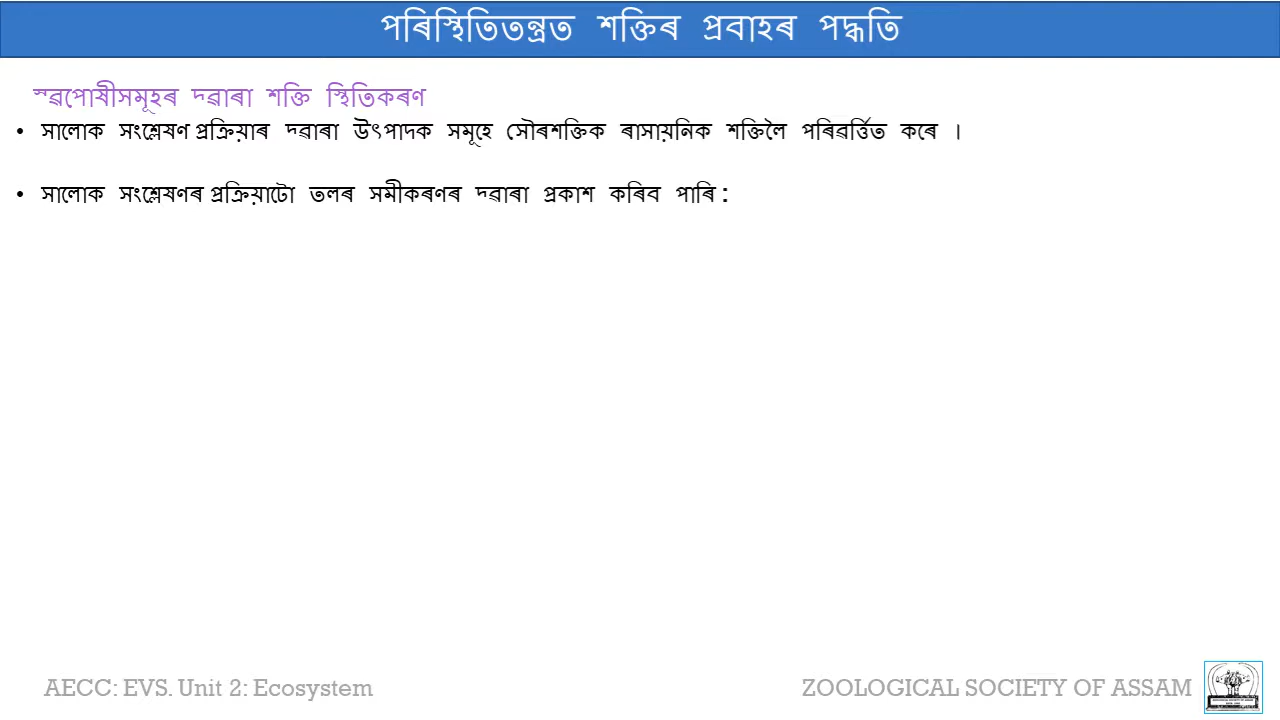 পৰিস্থিতিতন্ত্ৰত শক্তিৰ প্ৰবাহৰ পদ্ধতি
স্ৱপোষীসমূহৰ দ্ৱাৰা শক্তি স্থিতিকৰণ
• সালোক সংশ্লেষণ প্ৰক্ৰিয়াৰ দ্ৱাৰা উৎপাদক সমূহে সৌৰশক্তিক ৰাসায়নিক শক্তিলৈ পৰিৱৰ্ত্তিত কৰে ।
• সালোক সংশ্লেষণৰ প্ৰক্ৰিয়াটো তলৰ সমীকৰণৰ দ্ৱাৰা প্ৰকাশ কৰিব পাৰি :
AECC: EVS. Unit 2: Ecosystem
ZOOLOGICAL SOCIETY OF ASSAM